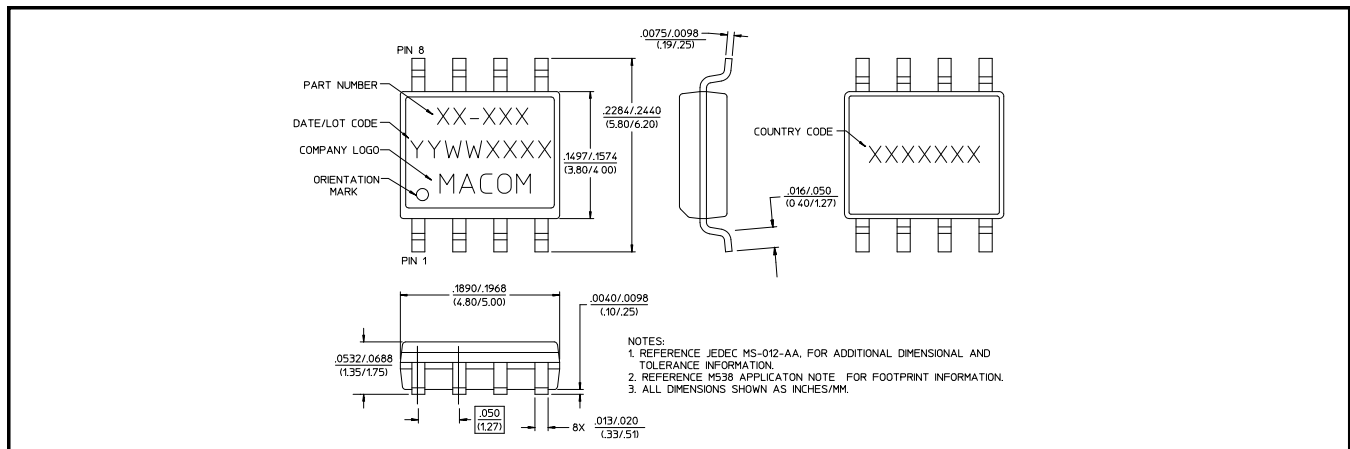 .0075/.0098
(.19/.25)
PIN 8
PART NUMBER
XX-XXX
DATE/LOT CODE
YYWWXXXX
COMPANY LOGO
MACOM
ORIENTATION
MARK
PIN 1
.2284/.2440
(5.80/6.20)
.1497/.1574
(3.80/4 00)
.016/.050
(0 40/1.27)
COUNTRY CODE
XXXXXXX
.1890/.1968
(4.80/5.00)
.0040/.0098
(.10/.25)
.0532/.0688
(1.35/1.75)
.050
(1.27)
8X .013/.020
(.33/.51)
NOTES:
1. REFERENCE JEDEC MS-012-AA, FOR ADDITIONAL DIMENSIONAL AND
TOLERANCE INFORMATION.
2. REFERENCE M538 APPLICATON NOTE FOR FOOTPRINT INFORMATION.
3. ALL DIMENSIONS SHOWN AS INCHES/MM.